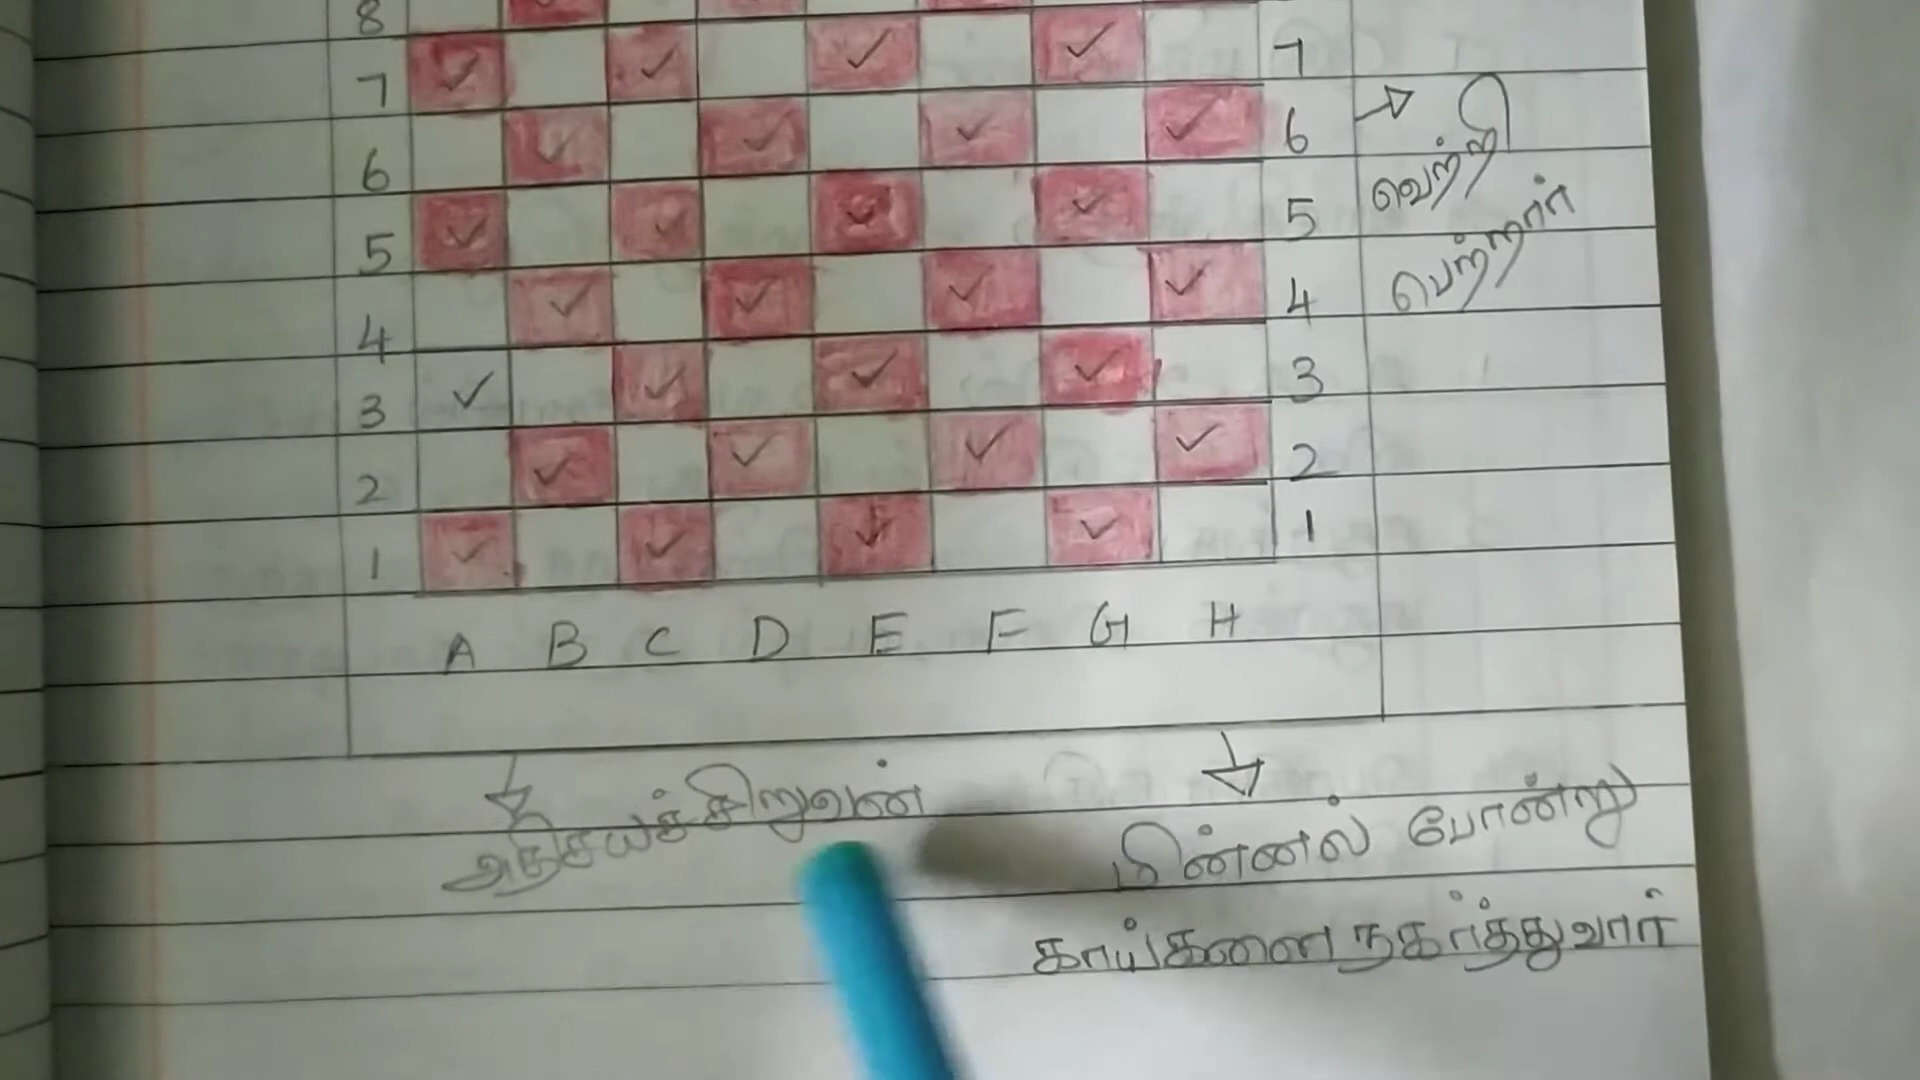 8
7 ✓ ✓ ✓ ✓ 7
6 ✓ ✓ ✓ ✓ 6
5 ✓ ✓ ✓ ✓ 5
4 ✓ ✓ ✓ ✓ 4
3 ✓ ✓ ✓ ✓ 3
2 ✓ ✓ ✓ ✓ 2
1 ✓ ✓ ✓ ✓ 1
A B C D E F G H
வெற்றி
பெற்றார்
அதிசயச்சிறுவன்
மின்னல் போன்று
காய்களை நகர்த்துவார்